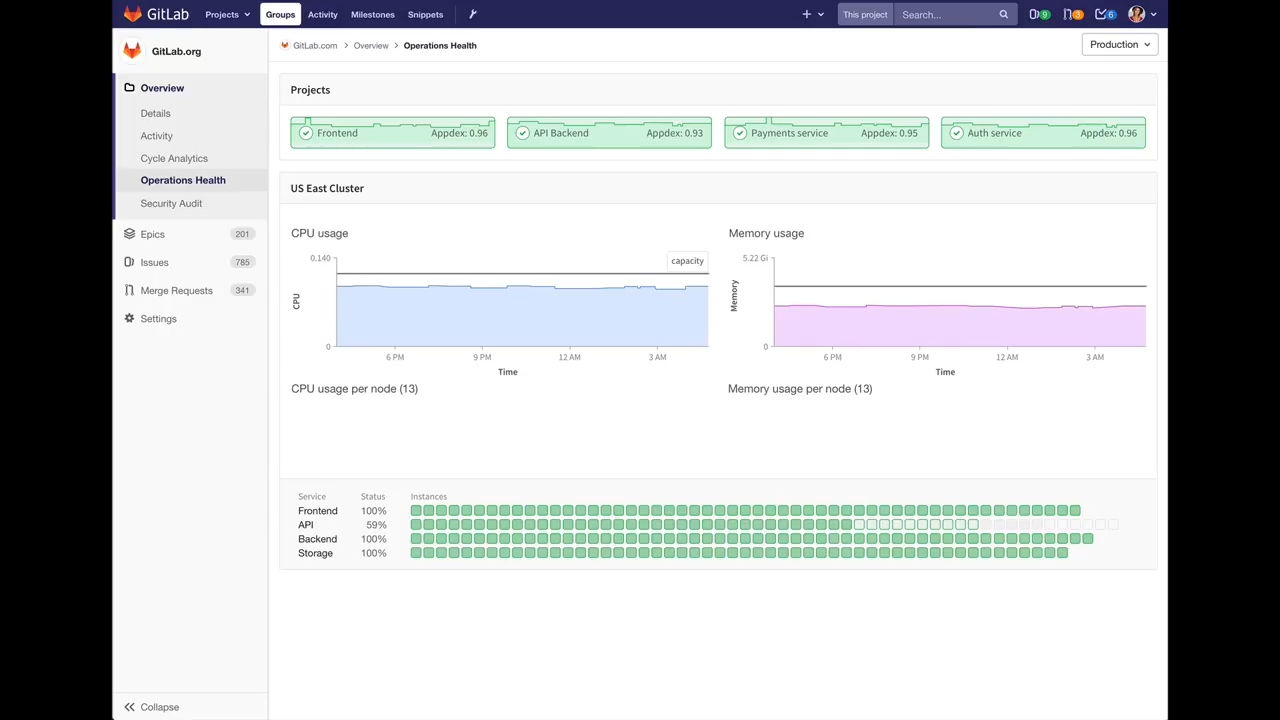 GitLab Projects Groups Activity Milestones Snippets This project Search... 9 3 6
GitLab.org
GitLab.com > Overview > Operations Health
Production
Overview
Details
Activity
Cycle Analytics
Operations Health
Security Audit
Epics 201
Issues 785
Merge Requests 341
Settings
Collapse
Projects
Frontend Appdex: 0.96
API Backend Appdex: 0.93
Payments service Appdex: 0.95
Auth service Appdex: 0.96
US East Cluster
CPU usage
capacity
0.140
CPU
0
6 PM 9 PM 12 AM 3 AM
Time
Memory usage
5.22 Gi
Memory
0
6 PM 9 PM 12 AM 3 AM
Time
CPU usage per node (13)
Memory usage per node (13)
Service Status Instances
Frontend 100%
API 59%
Backend 100%
Storage 100%